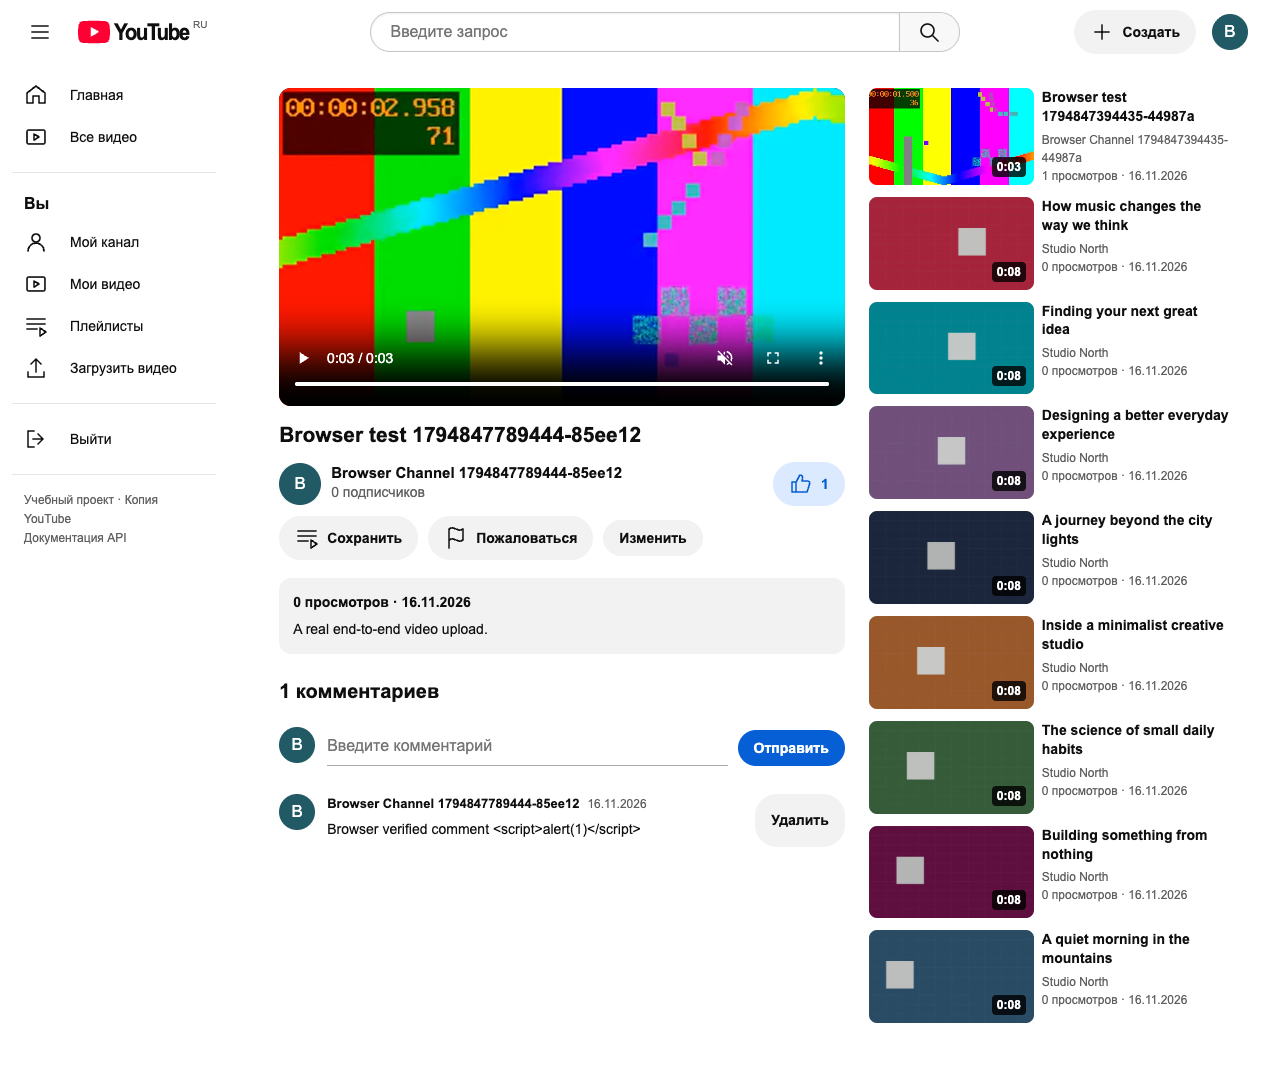 YouTube RU
Введите запрос
Создать
B
Главная
Все видео
Вы
Мой канал
Мои видео
Плейлисты
Загрузить видео
Выйти
Учебный проект · Копия
YouTube
Документация API
00:00:02.958
71
0:03 / 0:03
Browser test 1794847789444-85ee12
B
Browser Channel 1794847789444-85ee12
0 подписчиков
1
Сохранить
Пожаловаться
Изменить
0 просмотров · 16.11.2026
A real end-to-end video upload.
1 комментариев
B
Введите комментарий
Отправить
B
Browser Channel 1794847789444-85ee12 16.11.2026
Browser verified comment <script>alert(1)</script>
Удалить
00:00:01.500
36
0:03
Browser test
1794847394435-44987a
Browser Channel 1794847394435-
44987a
1 просмотров · 16.11.2026
0:08
How music changes the
way we think
Studio North
0 просмотров · 16.11.2026
0:08
Finding your next great
idea
Studio North
0 просмотров · 16.11.2026
0:08
Designing a better everyday
experience
Studio North
0 просмотров · 16.11.2026
0:08
A journey beyond the city
lights
Studio North
0 просмотров · 16.11.2026
0:08
Inside a minimalist creative
studio
Studio North
0 просмотров · 16.11.2026
0:08
The science of small daily
habits
Studio North
0 просмотров · 16.11.2026
0:08
Building something from
nothing
Studio North
0 просмотров · 16.11.2026
0:08
A quiet morning in the
mountains
Studio North
0 просмотров · 16.11.2026